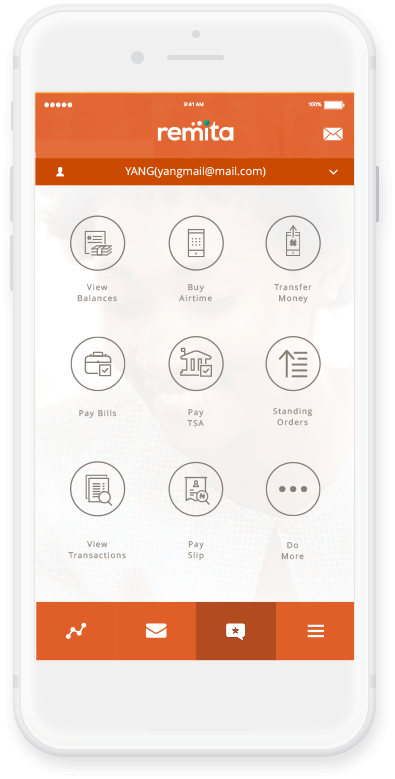 9:41 AM
100%
remita
YANG(yangmail@mail.com)
View
Balances
Buy
Airtime
Transfer
Money
Pay Bills
Pay
TSA
Standing
Orders
View
Transactions
Pay
Slip
Do
More